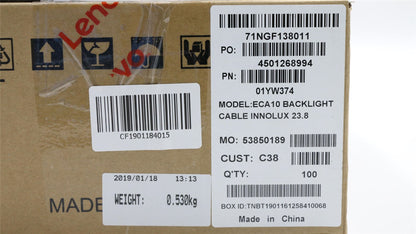 Lenovo
71NGF138011
PO:
4501268994
PN:
01YW374
MODEL:ECA10 BACKLIGHT
CABLE INNOLUX 23.8
MO: 53850189
CUST: C38
Q'TY: 100
BOX ID:TNBT1901161258410068
Made in China
CF1901184015
2019/01/18 13:13
WEIGHT: 0.530kg
MADE